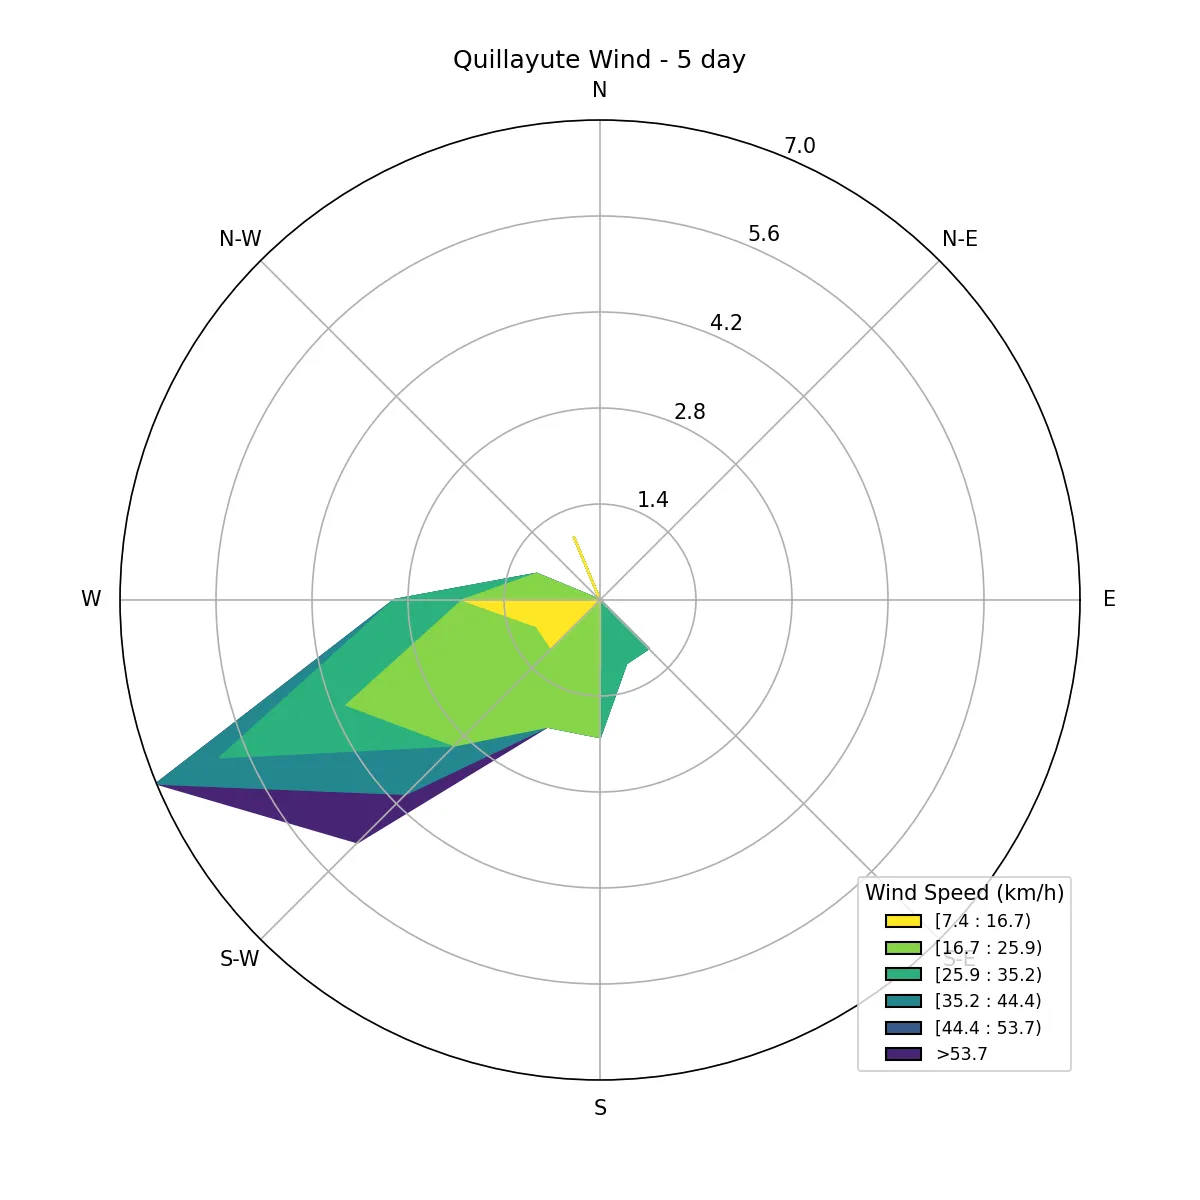 Quillayute Wind - 5 day
N
7.0
N-W
5.6
N-E
4.2
2.8
1.4
W
E
S-W
S-E
S
Wind Speed (km/h)
[7.4 : 16.7)
[16.7 : 25.9)
[25.9 : 35.2)
[35.2 : 44.4)
[44.4 : 53.7)
>53.7